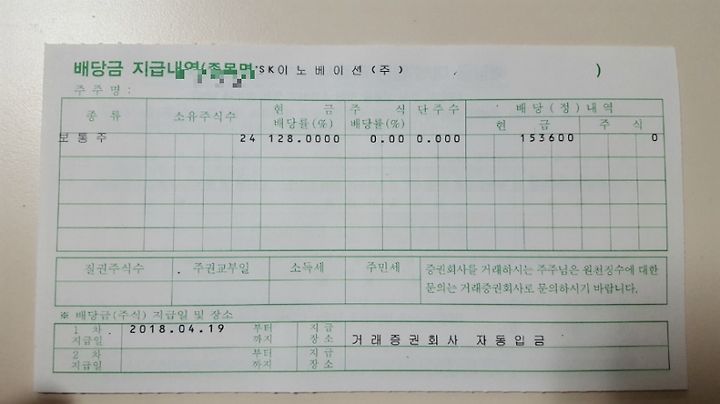 배당금 지급내역(종목명 : SK이노베이션(주) )
주주명 :
종 류 소유주식수 현 금 배당률(%) 주 식 배당률(%) 단주수 배당(정)내역
현 금 주 식
보통주 24 128.0000 0.00 0.000 153600 0
질권주식수 주권교부일 소득세 주민세 증권회사를 거래하시는 주주님은 원천징수에 대한
문의는 거래증권회사로 문의하시기 바랍니다.
※ 배당금(주식) 지급일 및 장소
1 차 지급일 2018.04.19 부터 까지 지 급 장 소 거래증권회사 자동입금
2 차 지급일 부터 까지 지 급 장 소